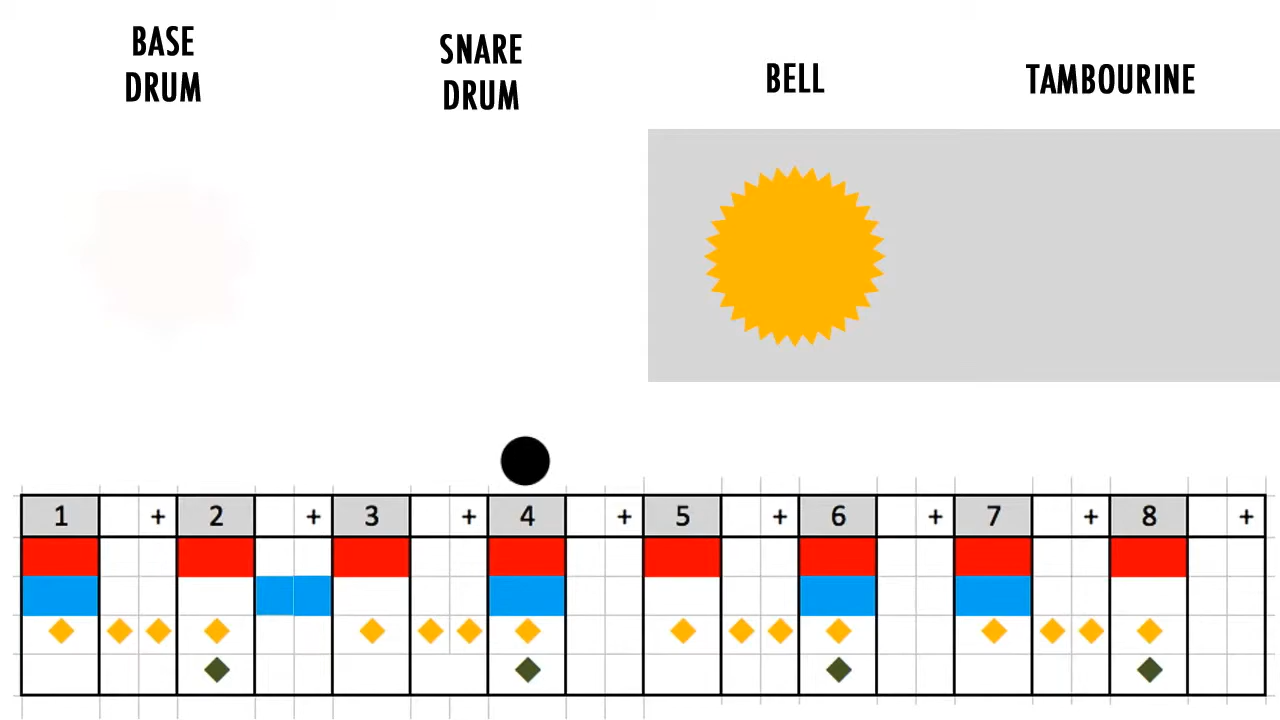 BASE
DRUM
SNARE
DRUM
BELL
TAMBOURINE
1 + 2 + 3 + 4 + 5 + 6 + 7 + 8 +